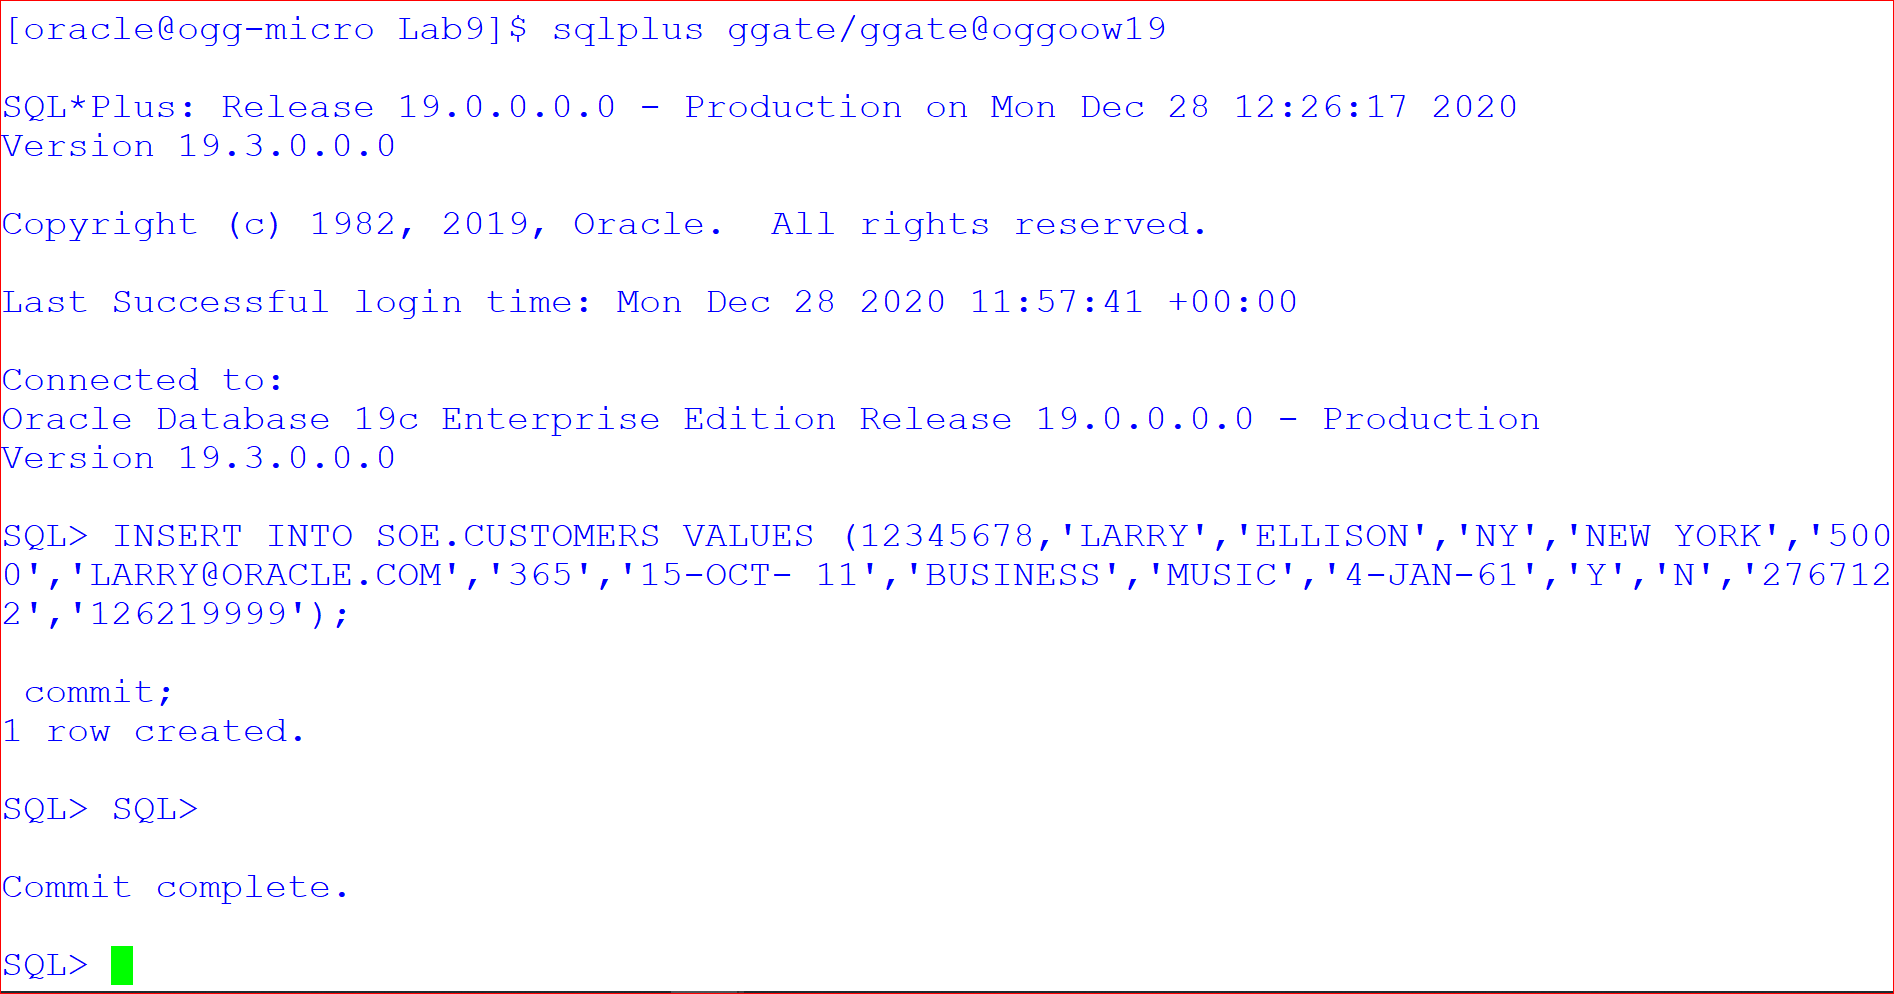 [oracle@ogg-micro Lab9]$ sqlplus ggate/ggate@oggoow19
SQL*Plus: Release 19.0.0.0.0 - Production on Mon Dec 28 12:26:17 2020
Version 19.3.0.0.0
Copyright (c) 1982, 2019, Oracle.  All rights reserved.
Last Successful login time: Mon Dec 28 2020 11:57:41 +00:00
Connected to:
Oracle Database 19c Enterprise Edition Release 19.0.0.0.0 - Production
Version 19.3.0.0.0
SQL> INSERT INTO SOE.CUSTOMERS VALUES (12345678,'LARRY','ELLISON','NY','NEW YORK','500
0','LARRY@ORACLE.COM','365','15-OCT- 11','BUSINESS','MUSIC','4-JAN-61','Y','N','276712
2','126219999');
 commit;
1 row created.
SQL> SQL>
Commit complete.
SQL>